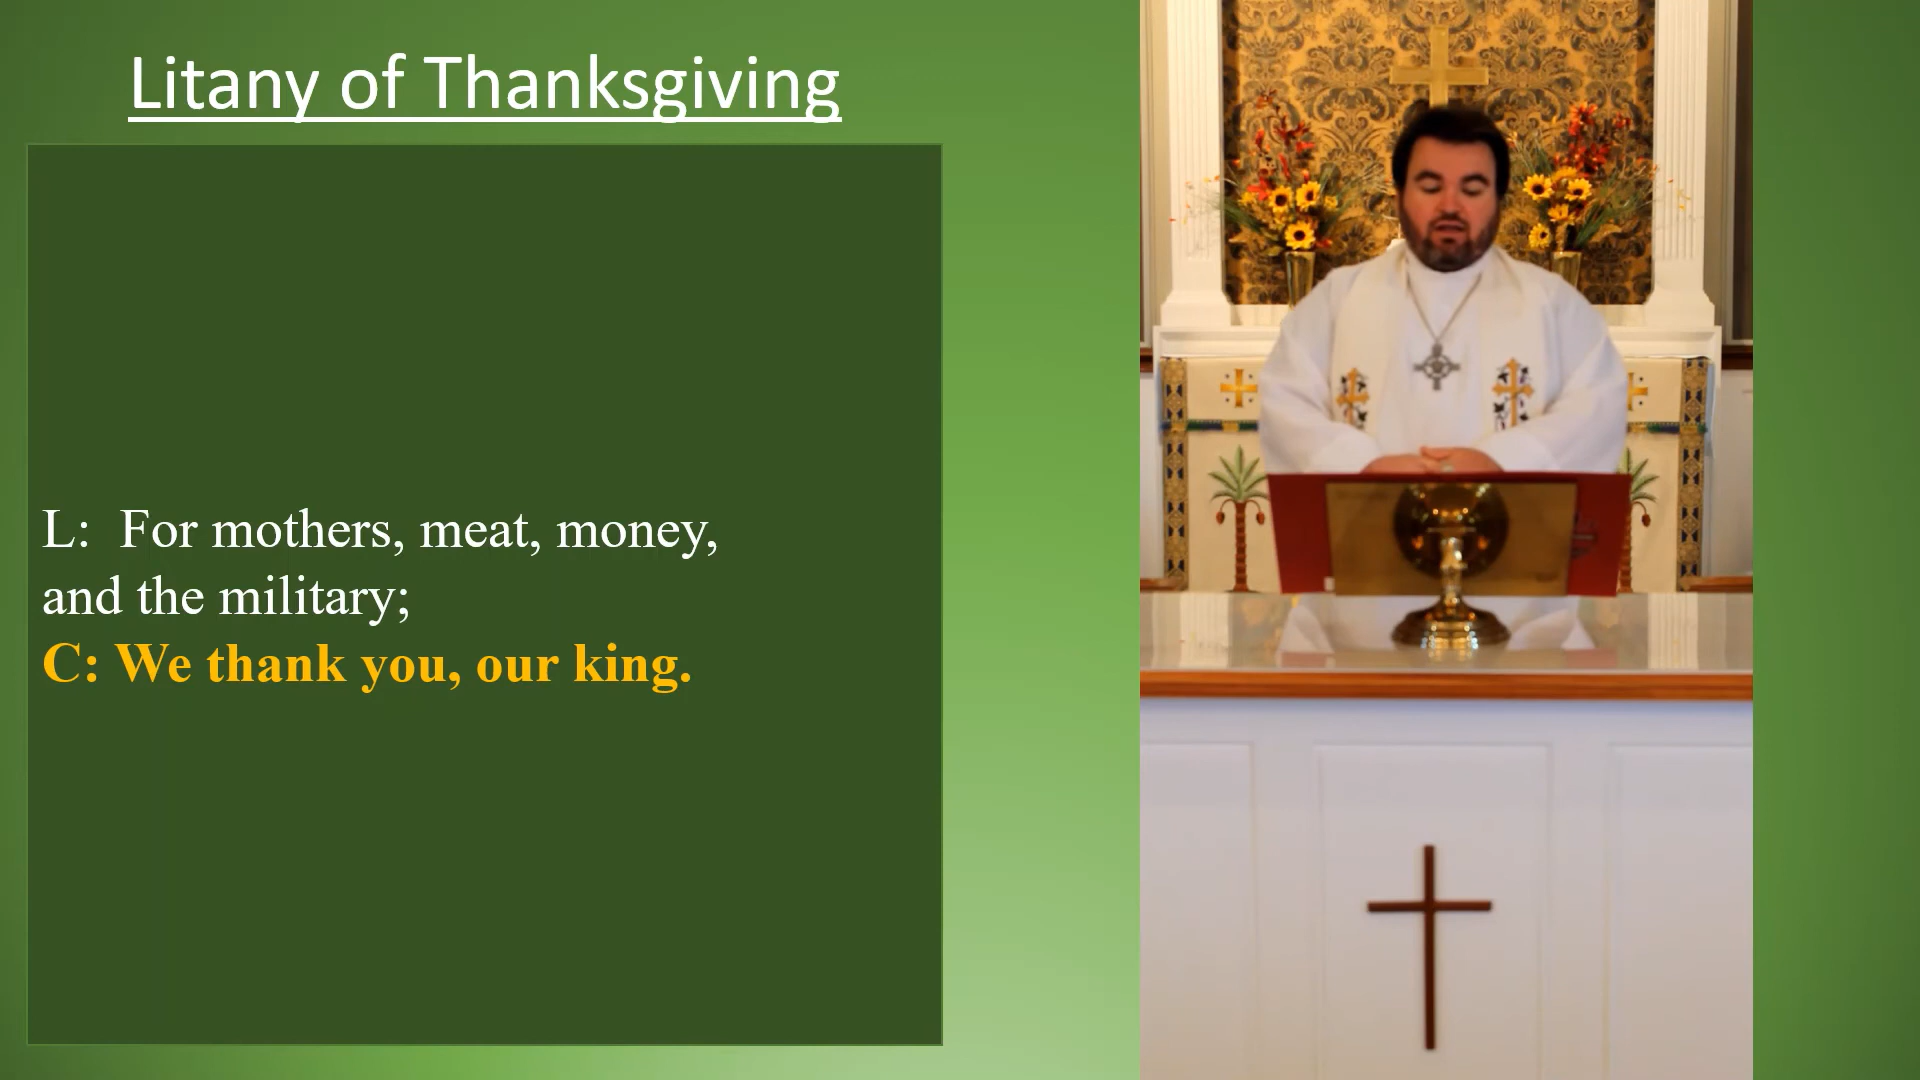 Litany of Thanksgiving
L:  For mothers, meat, money,
and the military;
C: We thank you, our king.